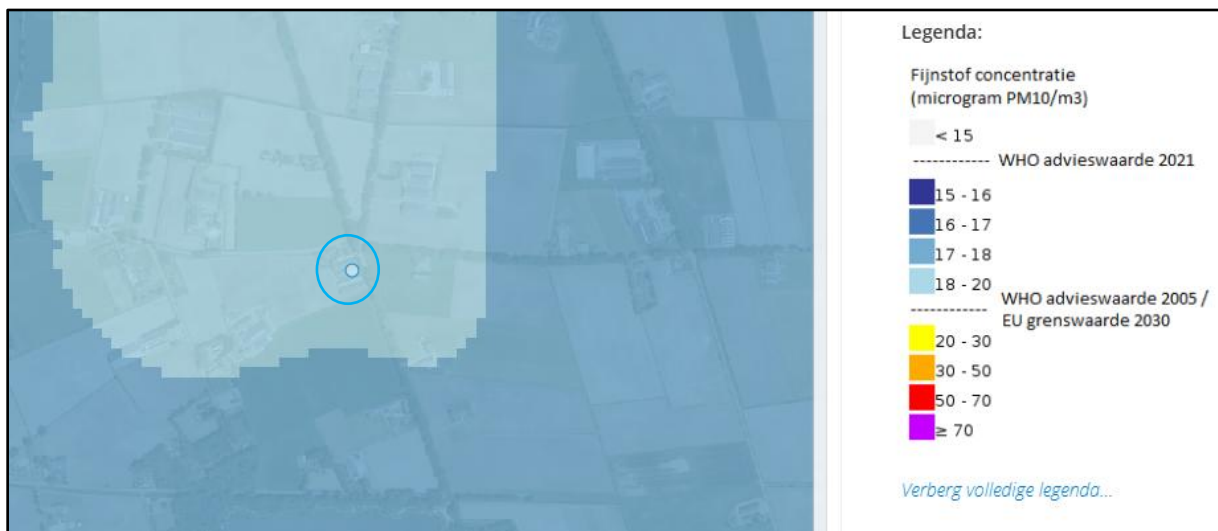 Legenda:
Fijnstof concentratie
(microgram PM10/m3)
< 15
------------ WHO advieswaarde 2021
15 - 16
16 - 17
17 - 18
18 - 20
------------ WHO advieswaarde 2005 /
EU grenswaarde 2030
20 - 30
30 - 50
50 - 70
≥ 70
Verberg volledige legenda...